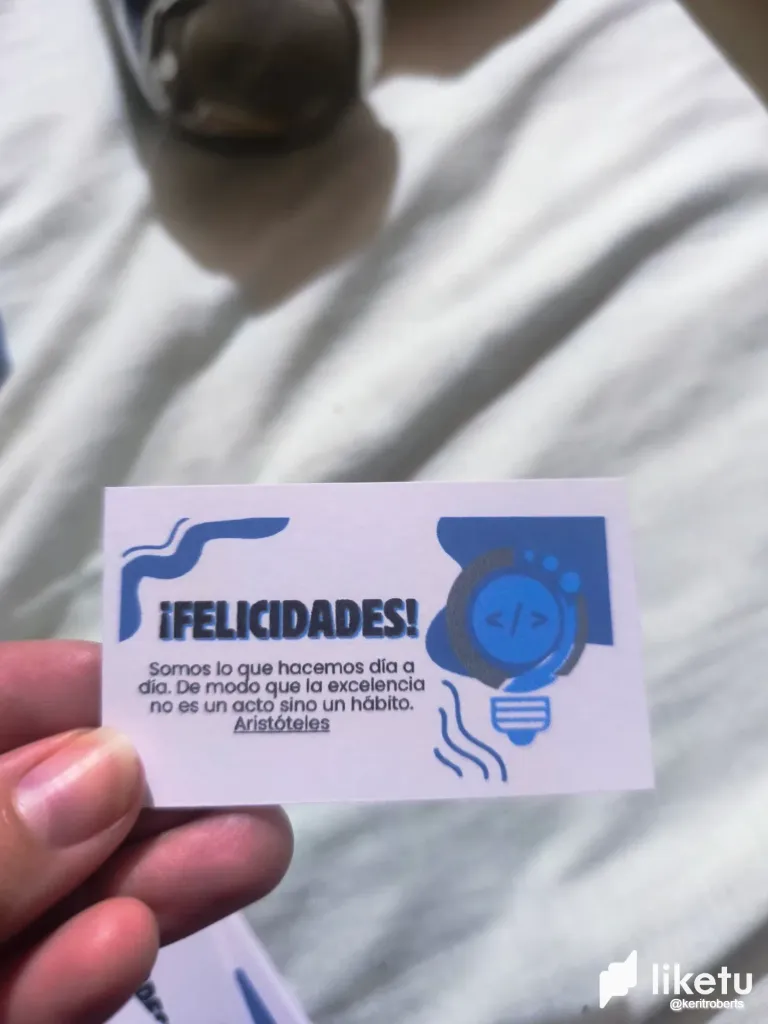 ¡FELICIDADES!
Somos lo que hacemos día a
día. De modo que la excelencia
no es un acto sino un hábito.
Aristóteles
</>
liketu
@keritroberts